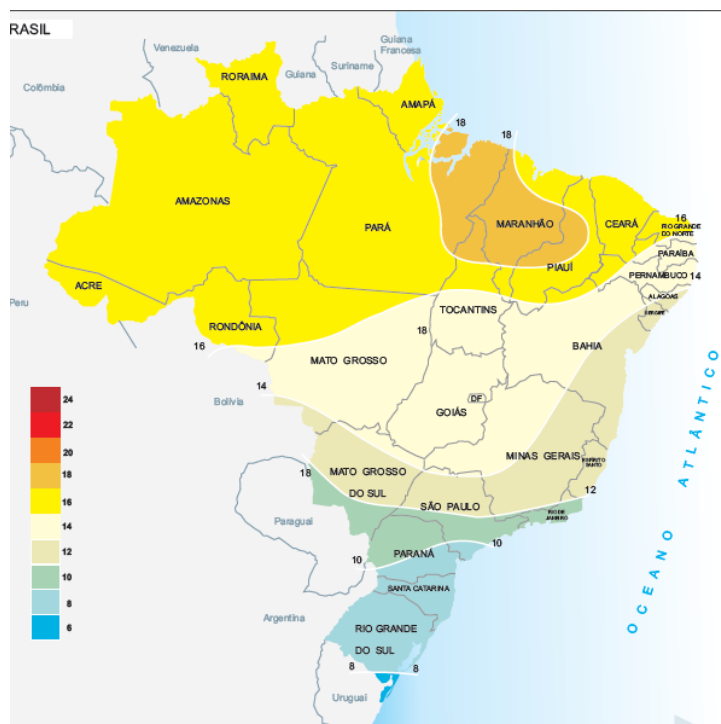 RASIL
Venezuela
Guiana
Francesa
Suriname
Guiana
Colômbia
RORAIMA
AMAPÁ
18
18
AMAZONAS
PARÁ
MARANHÃO
CEARÁ
16
RIO GRANDE
DO NORTE
PARAÍBA
PIAUÍ
PERNAMBUCO
14
ACRE
Peru
ALAGOAS
TOCANTINS
SERGIPE
RONDÔNIA
18
16
MATO GROSSO
BAHIA
14
Bolívia
DF
GOIÁS
MINAS GERAIS
ESPÍRITO
SANTO
18
MATO GROSSO
DO SUL
SÃO PAULO
12
RIO DE
JANEIRO
Paraguai
10
PARANÁ
10
SANTA CATARINA
Argentina
RIO GRANDE
DO SUL
8
8
Uruguai
OCEANO ATLÂNTICO
24
22
20
18
16
14
12
10
8
6